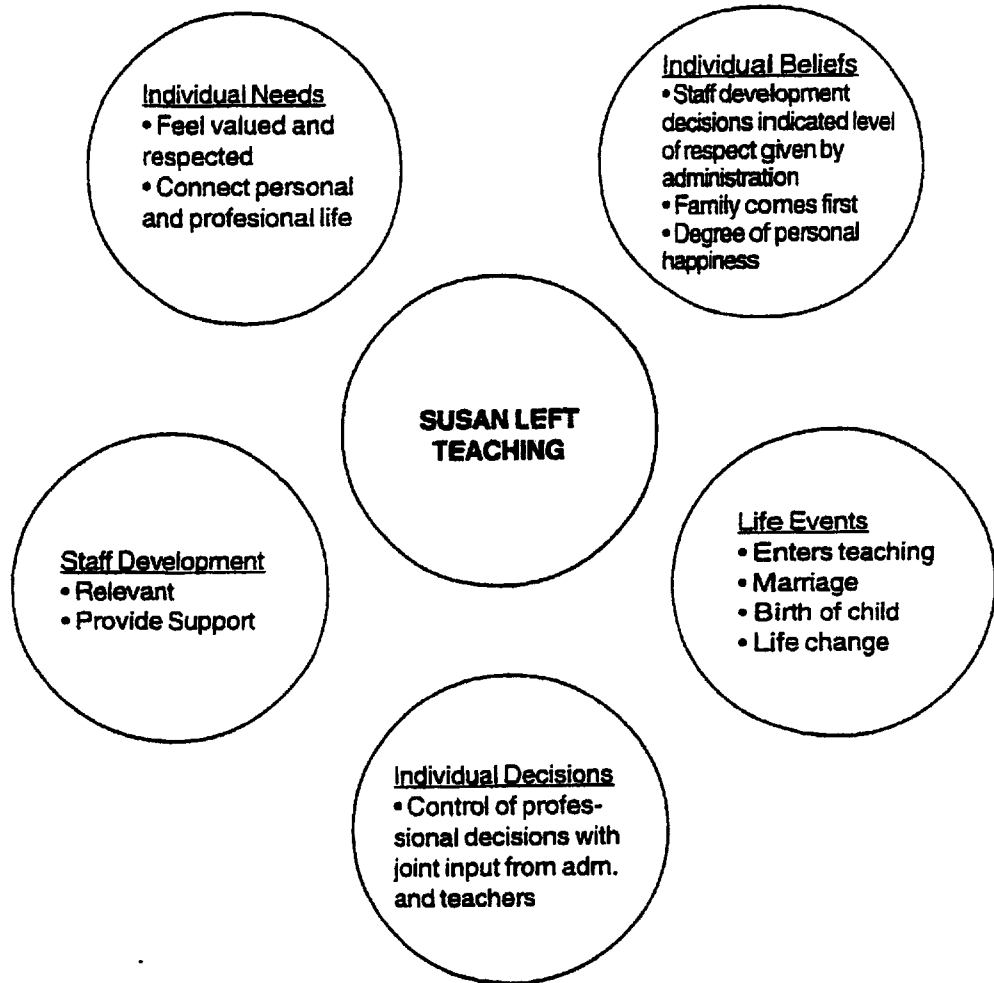 Individual Needs
• Feel valued and
respected
• Connect personal
and profesional life
Individual Beliefs
• Staff development
decisions indicated level
of respect given by
administration
• Family comes first
• Degree of personal
happiness
SUSAN LEFT
TEACHING
Staff Development
• Relevant
• Provide Support
Life Events
• Enters teaching
• Marriage
• Birth of child
• Life change
Individual Decisions
• Control of profes-
sional decisions with
joint input from adm.
and teachers